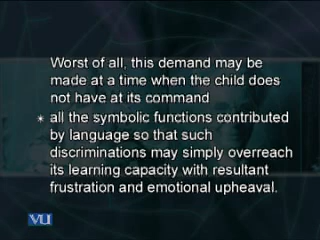 Worst of all, this demand may be
made at a time when the child does
not have at its command
✶ all the symbolic functions contributed
by language so that such
discriminations may simply overreach
its learning capacity with resultant
frustration and emotional upheaval.
VU